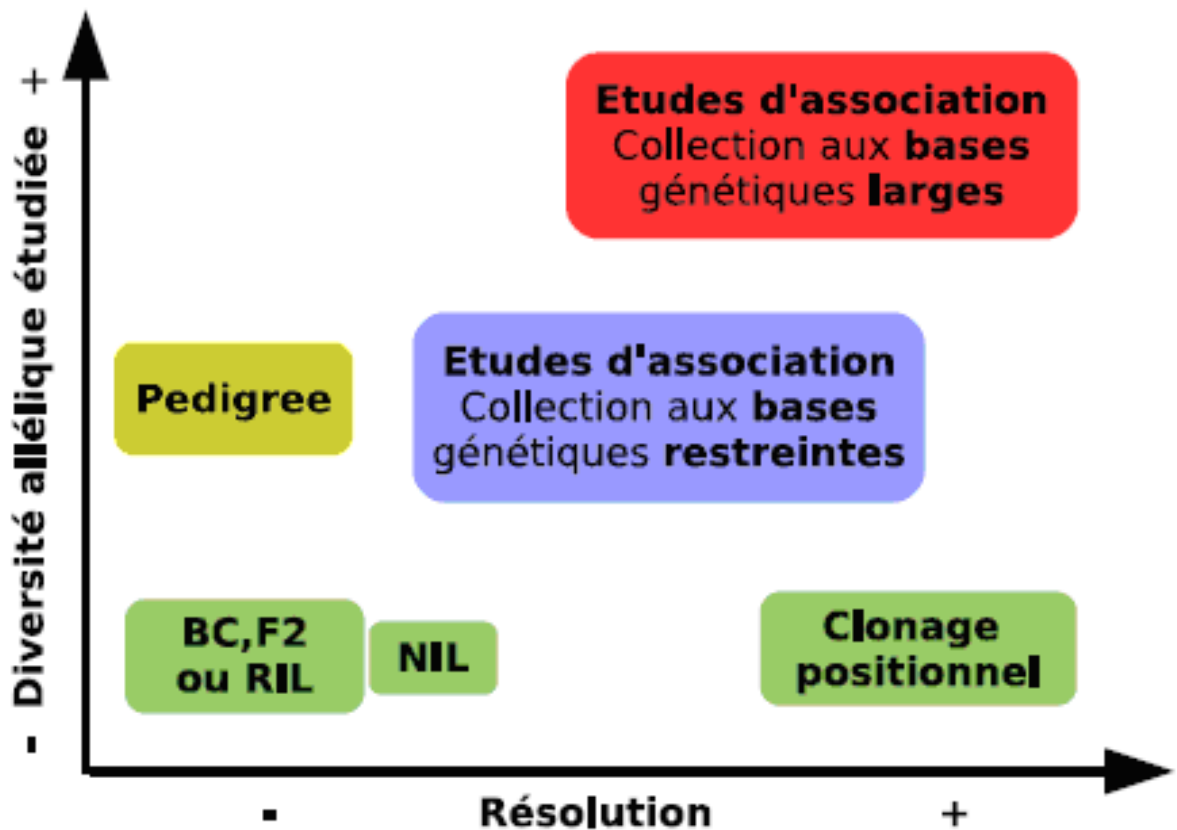 - Diversité allélique étudiée +
Etudes d'association
Collection aux bases
génétiques larges
Pedigree
Etudes d'association
Collection aux bases
génétiques restreintes
BC,F2
ou RIL
NIL
Clonage
positionnel
- Résolution +